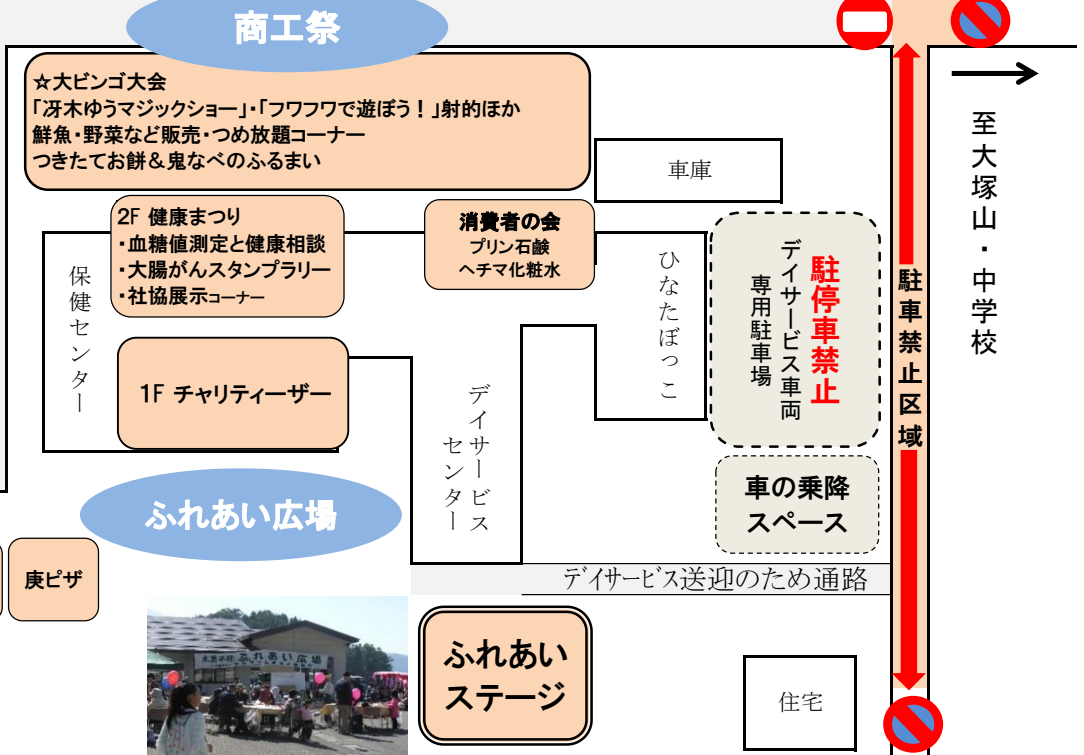 商工祭
☆大ビンゴ大会
「冴木ゆうマジックショー」・「フワフワで遊ぼう！」射的ほか
鮮魚・野菜など販売・つめ放題コーナー
つきたてお餅＆鬼なべのふるまい
車庫
2F 健康まつり
・血糖値測定と健康相談
・大腸がんスタンプラリー
・社協展示コーナー
消費者の会
プリン石鹸
ヘチマ化粧水
保健センター
1F チャリティーザー
デイサービス
センター
ひなたぼっこ
駐停車禁止
デイサービス車両
専用駐車場
駐車禁止区域
至大塚山・中学校
車の乗降
スペース
ふれあい広場
庚ピザ
デイサービス送迎のため通路
ふれあい広場
ふれあい
ステージ
住宅